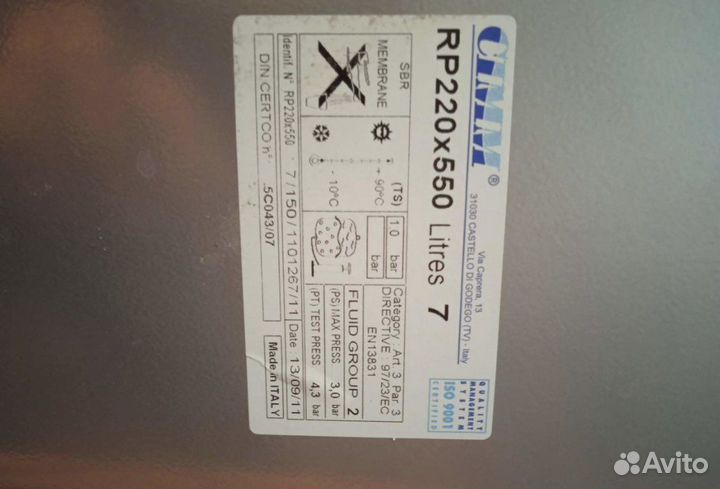 CIMM®
Via Caprera, 13
31030 CASTELLO DI GODEGO (TV) - Italy
QUALITY
MANAGEMENT
SYSTEM
ISO 9001
CERTIFIED
RP220x550 Litres 7
SBR
MEMBRANE
(TS)
+ 90°C
- 10°C
1.0 bar
bar
Category : Art. 3 Par. 3
DIRECTIVE : 97/23/EC
EN13831
FLUID GROUP 2
(PS) MAX PRESS 3,0 bar
(PT) TEST PRESS 4,3 bar
Identif. N° RP220x550 - 7/150/1101267/11 Date: 13/09/11
DIN CERTCO n°: .5C043/07 Made in ITALY
Avito